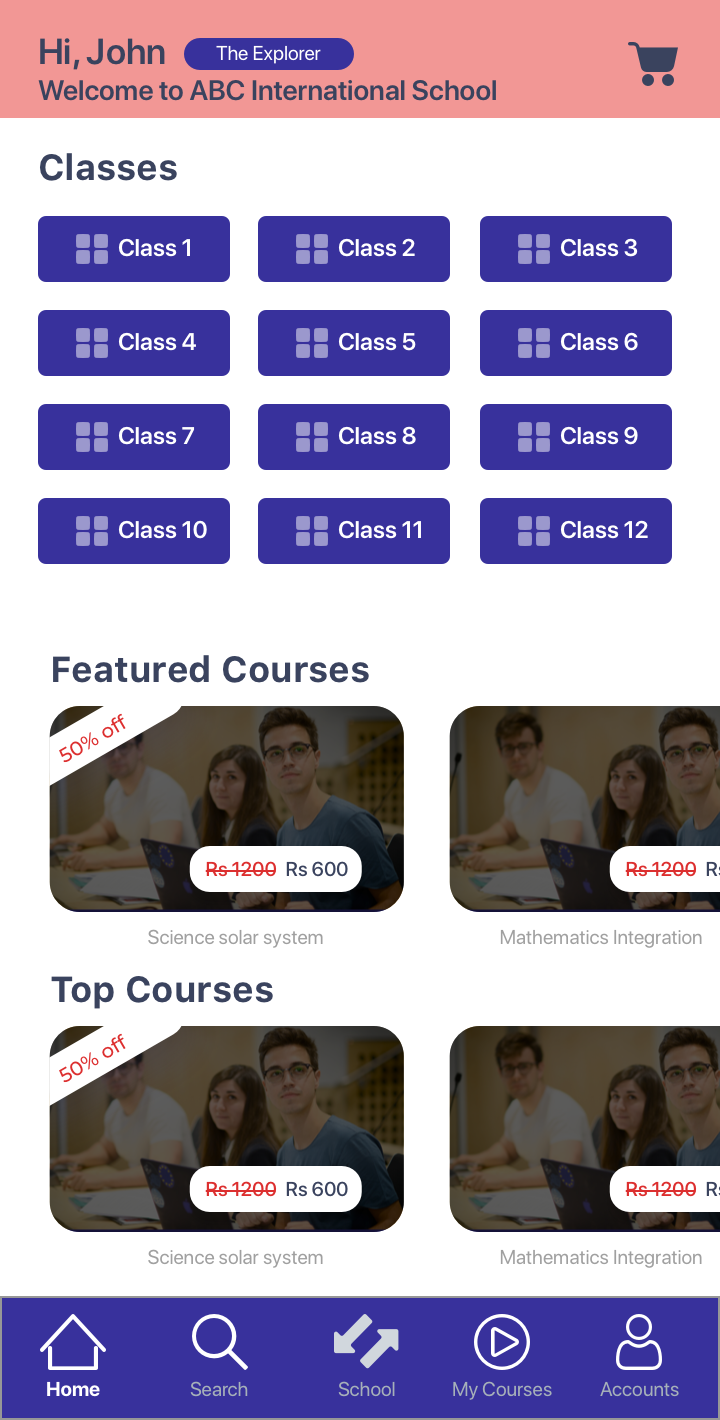 Hi, John The Explorer
Welcome to ABC International School
Classes
Class 1 Class 2 Class 3
Class 4 Class 5 Class 6
Class 7 Class 8 Class 9
Class 10 Class 11 Class 12
Featured Courses
50% off
Rs 1200 Rs 600 Rs 1200
Science solar system Mathematics Integration
Top Courses
50% off
Rs 1200 Rs 600 Rs 1200
Science solar system Mathematics Integration
Home Search School My Courses Accounts